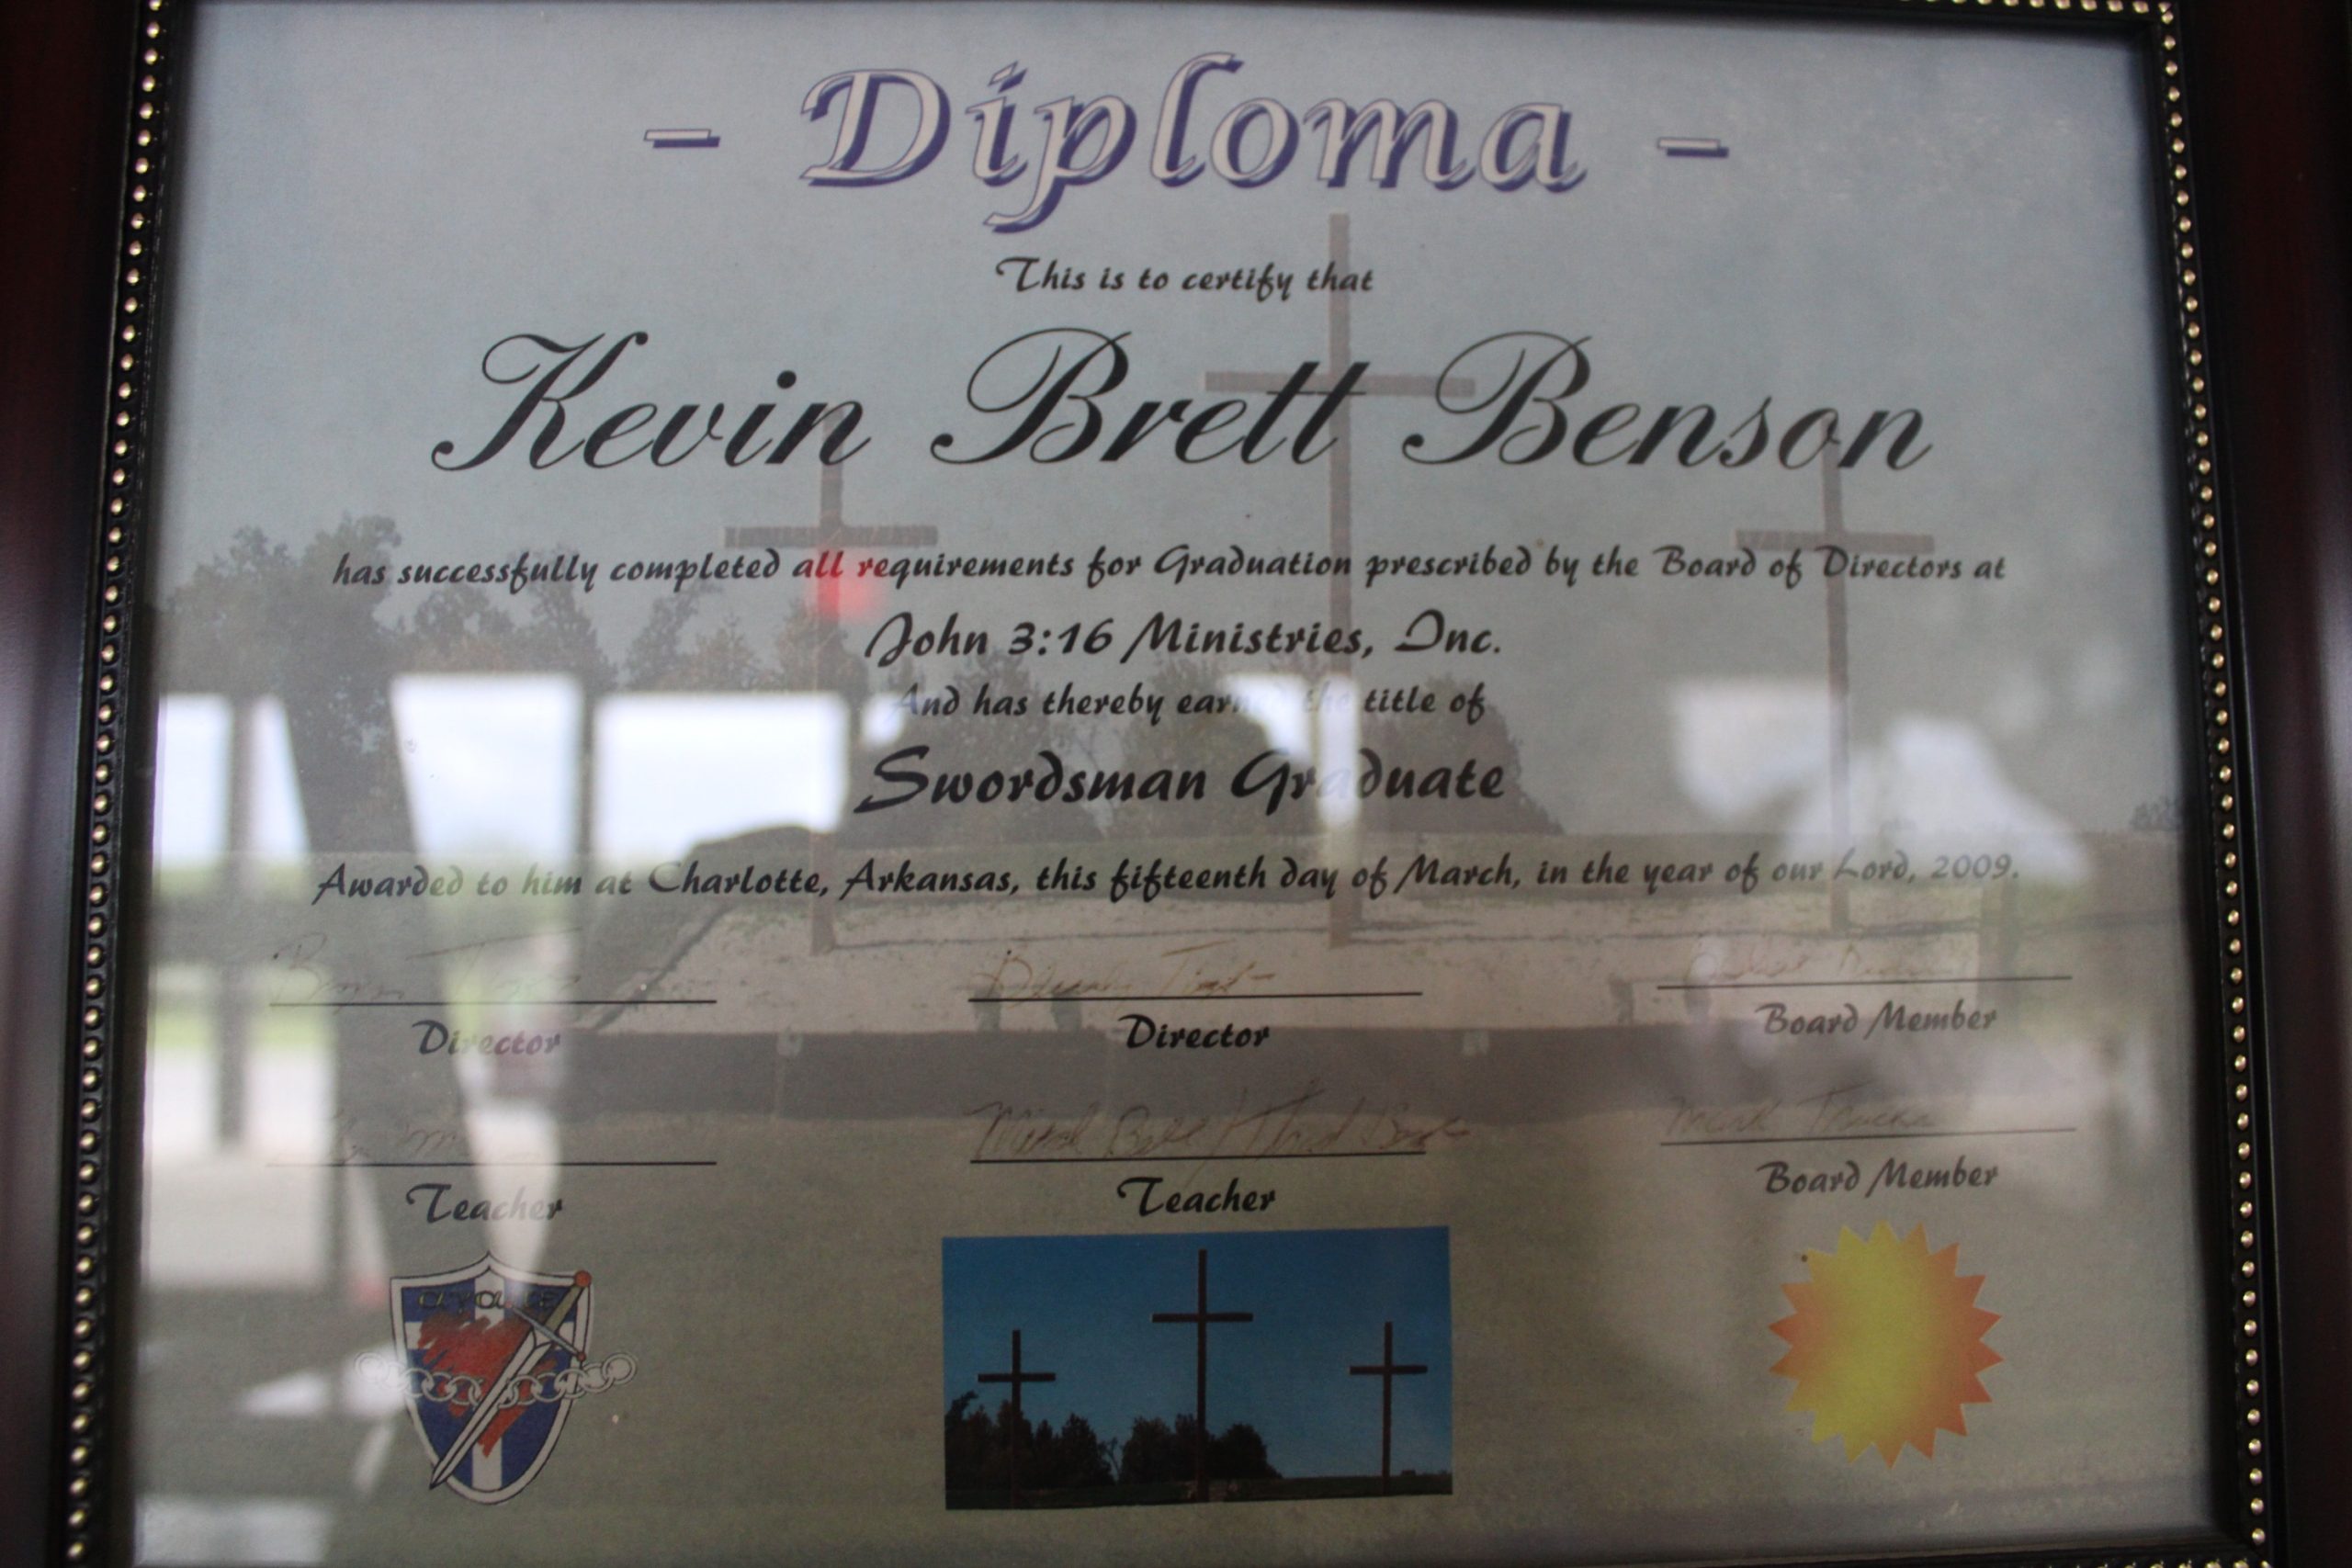 - Diploma -
This is to certify that
Kevin Brett Benson
has successfully completed all requirements for Graduation prescribed by the Board of Directors at
John 3:16 Ministries, Inc.
And has thereby earned the title of
Swordsman Graduate
Awarded to him at Charlotte, Arkansas, this fifteenth day of March, in the year of our Lord, 2009.
Director Director Board Member
Teacher Teacher Board Member